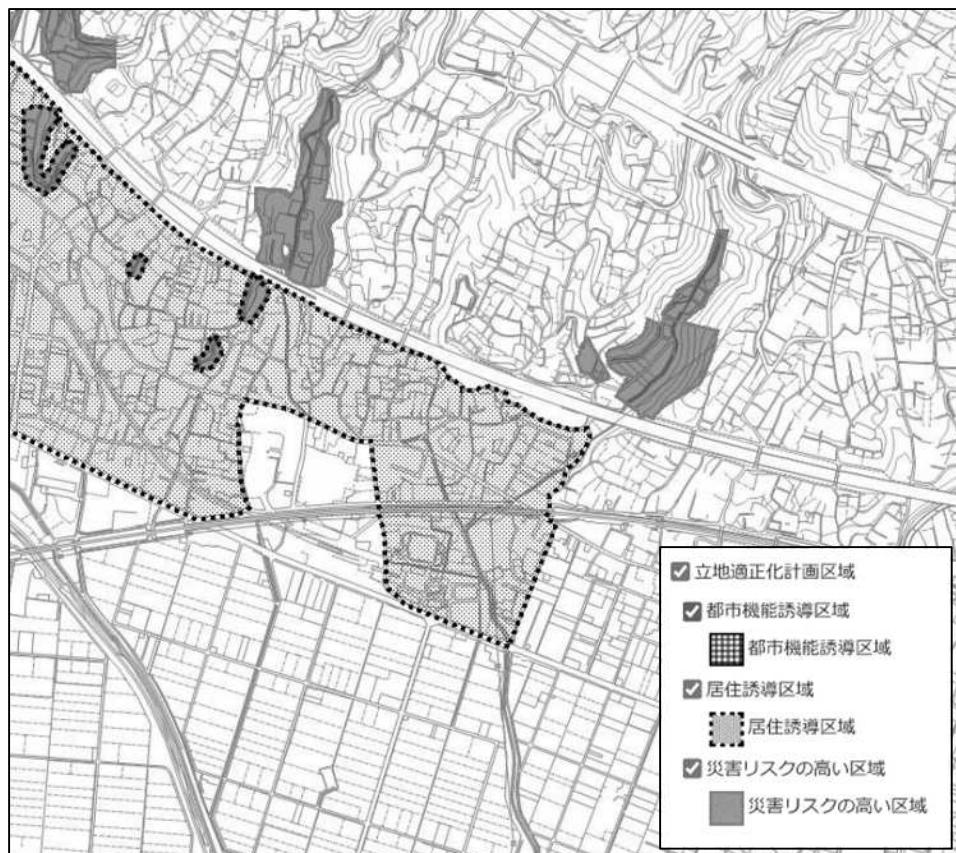 立地適正化計画区域
都市機能誘導区域
都市機能誘導区域
居住誘導区域
居住誘導区域
災害リスクの高い区域
災害リスクの高い区域